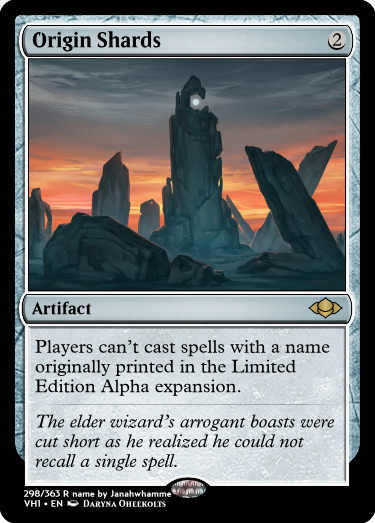 Origin Shards 2
Artifact
Players can't cast spells with a name
originally printed in the Limited
Edition Alpha expansion.
The elder wizard's arrogant boasts were
cut short as he realized he could not
recall a single spell.
298/363 R name by Janahwhamme
VH1 • EN Daryna Oheekolts